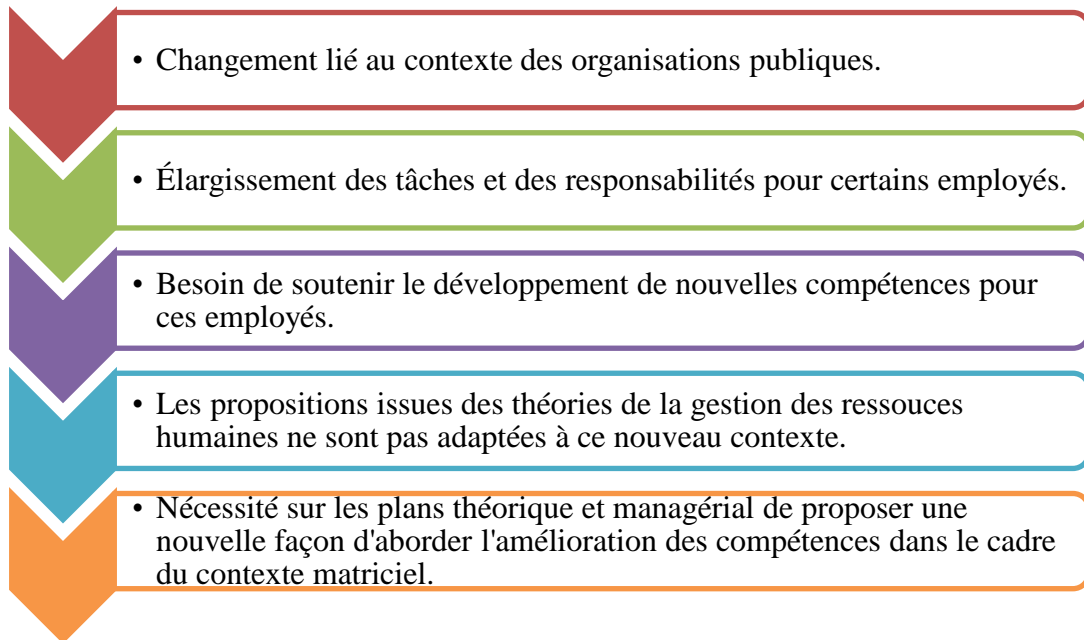 • Changement lié au contexte des organisations publiques.
• Élargissement des tâches et des responsabilités pour certains employés.
• Besoin de soutenir le développement de nouvelles compétences pour
ces employés.
• Les propositions issues des théories de la gestion des ressouces
humaines ne sont pas adaptées à ce nouveau contexte.
• Nécessité sur les plans théorique et managérial de proposer une
nouvelle façon d'aborder l'amélioration des compétences dans le cadre
du contexte matriciel.